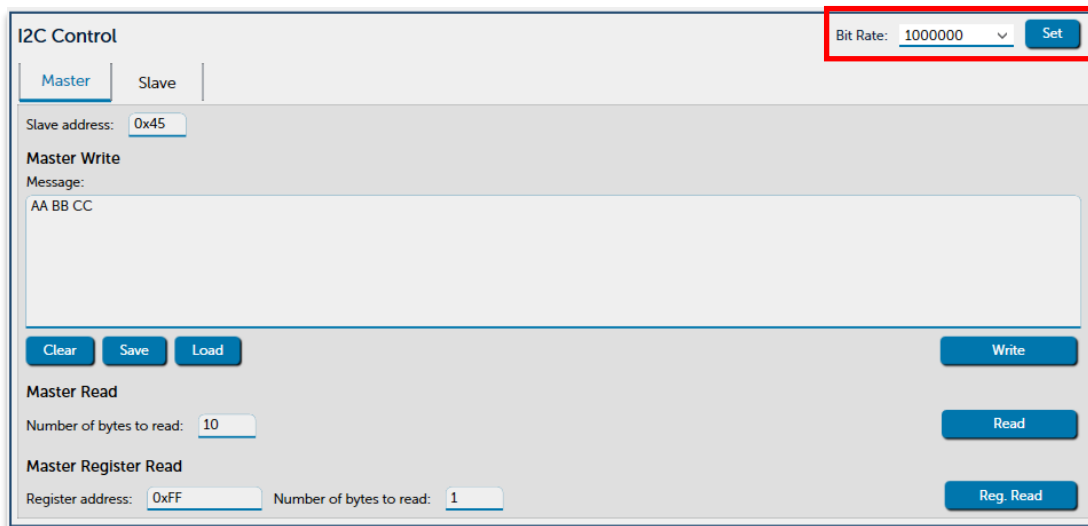 I2C Control
Bit Rate: 1000000 Set
Master Slave
Slave address: 0x45
Master Write
Message:
AA BB CC
Clear Save Load Write
Master Read
Number of bytes to read: 10 Read
Master Register Read
Register address: 0xFF Number of bytes to read: 1 Reg. Read